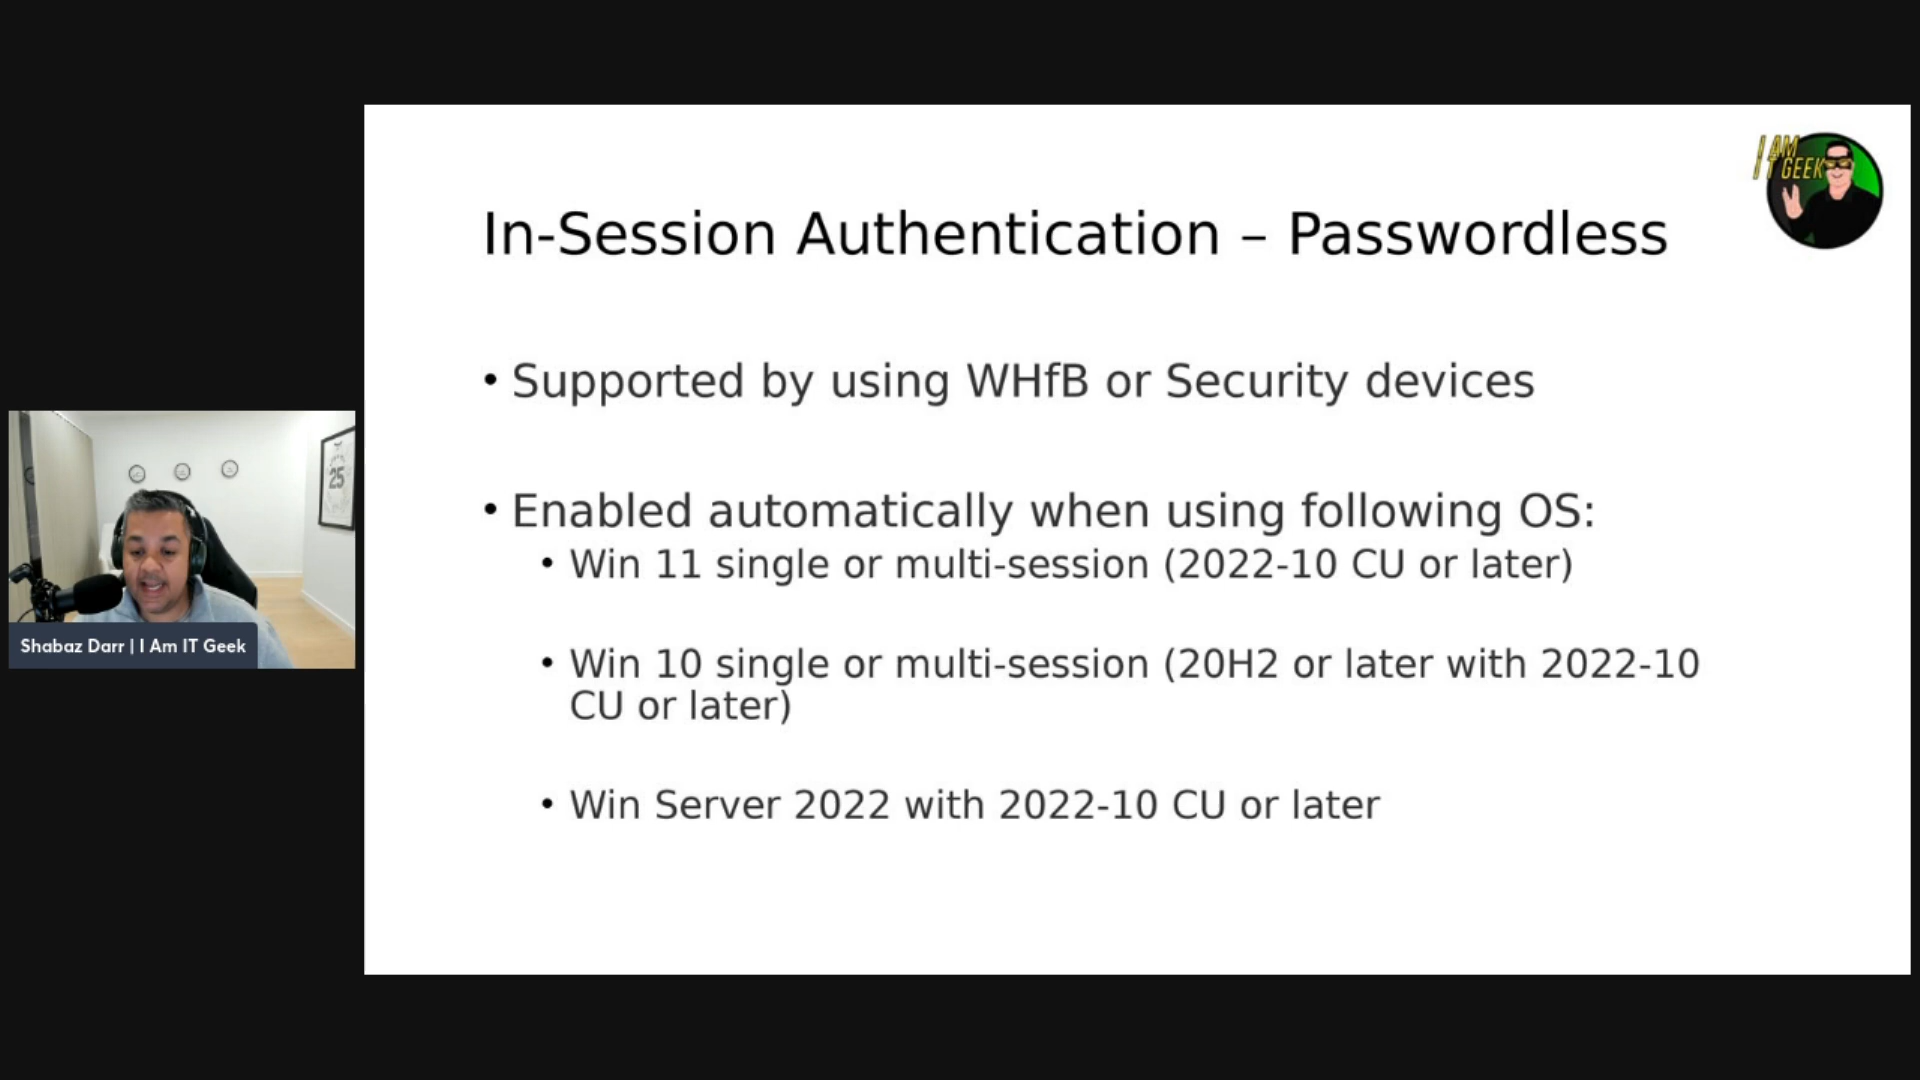 I AM
IT GEEK
In-Session Authentication – Passwordless
• Supported by using WHfB or Security devices
• Enabled automatically when using following OS:
• Win 11 single or multi-session (2022-10 CU or later)
• Win 10 single or multi-session (20H2 or later with 2022-10
CU or later)
• Win Server 2022 with 2022-10 CU or later
25
Shabaz Darr | I Am IT Geek